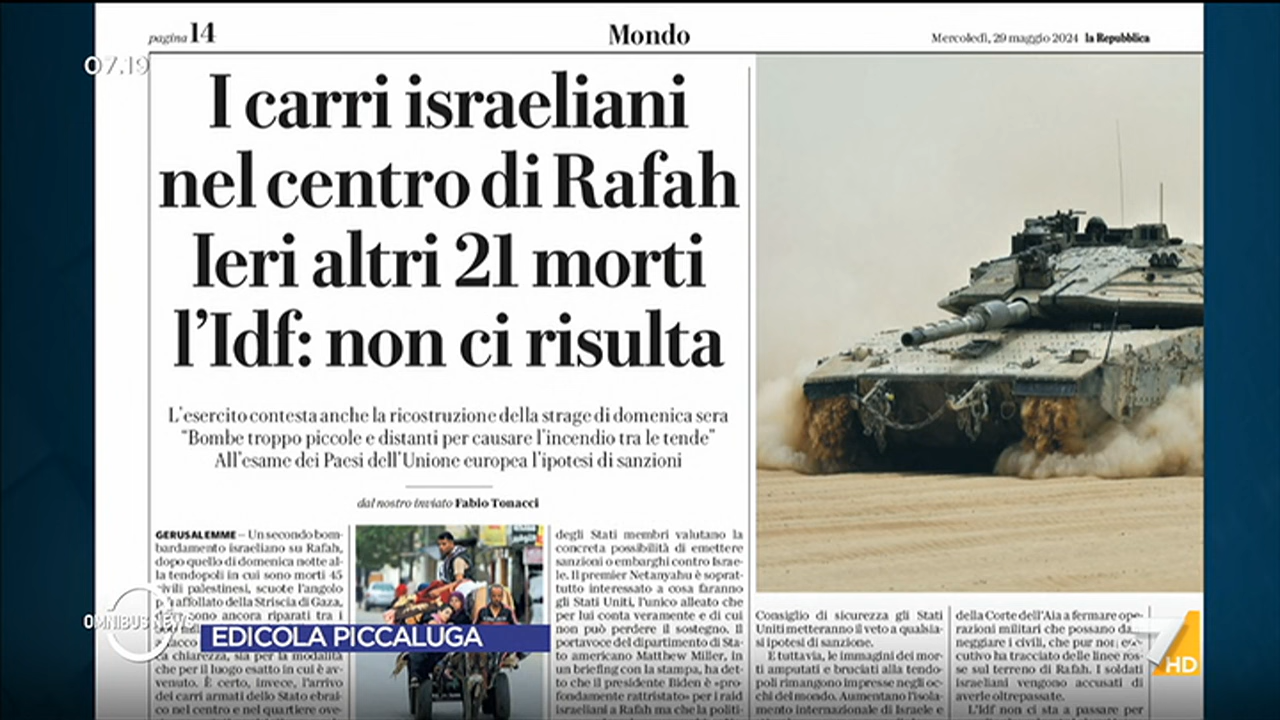 pagina 14
Mondo
Mercoledì, 29 maggio 2024 la Repubblica
07.19
I carri israeliani
nel centro di Rafah
Ieri altri 21 morti
l'Idf: non ci risulta
L'esercito contesta anche la ricostruzione della strage di domenica sera
"Bombe troppo piccole e distanti per causare l'incendio tra le tende"
All'esame dei Paesi dell'Unione europea l'ipotesi di sanzioni
dal nostro inviato Fabio Tonacci
GERUSALEMME – Un secondo bom-
bardamento israeliano su Rafah,
dopo quello di domenica notte al-
la tendopoli in cui sono morti 45
civili palestinesi, scuote l'angolo
affollato della Striscia di Gaza,
ono ancora riparati tra i
chiarezza, sia per la modalità
che per il luogo esatto in cui è av-
venuto. È certo, invece, l'arrivo
dei carri armati dello Stato ebrai-
co nel centro e nel quartiere ove-
degli Stati membri valutano la
concreta possibilità di emettere
sanzioni o embarghi contro Israe-
le. Il premier Netanyahu è soprat-
tutto interessato a cosa faranno
gli Stati Uniti, l'unico alleato che
per lui conta veramente e di cui
non può perdere il sostegno. Il
portavoce del dipartimento di Sta-
to americano Matthew Miller, in
un briefing con la stampa, ha det-
to che il presidente Biden è «pro-
fondamente rattristato» per i raid
israeliani a Rafah ma che la politi-
Consiglio di sicurezza gli Stati
Uniti metteranno il veto a qualsia-
si ipotesi di sanzione.
E tuttavia, le immagini dei mor-
ti amputati e bruciati alla tendo-
poli rimangono impresse negli oc-
chi del mondo. Aumentano l'isola-
mento internazionale di Israele e
della Corte dell'Aia a fermare ope-
razioni militari che possano dan
neggiare i civili, che pur non
cutivo ha tracciato delle linee ros-
se sul terreno di Rafah. I soldati
israeliani vengono accusati di
averle oltrepassate.
L'Idf non ci sta a passare per
OMNIBUS NEWS
EDICOLA PICCALUGA
7
HD